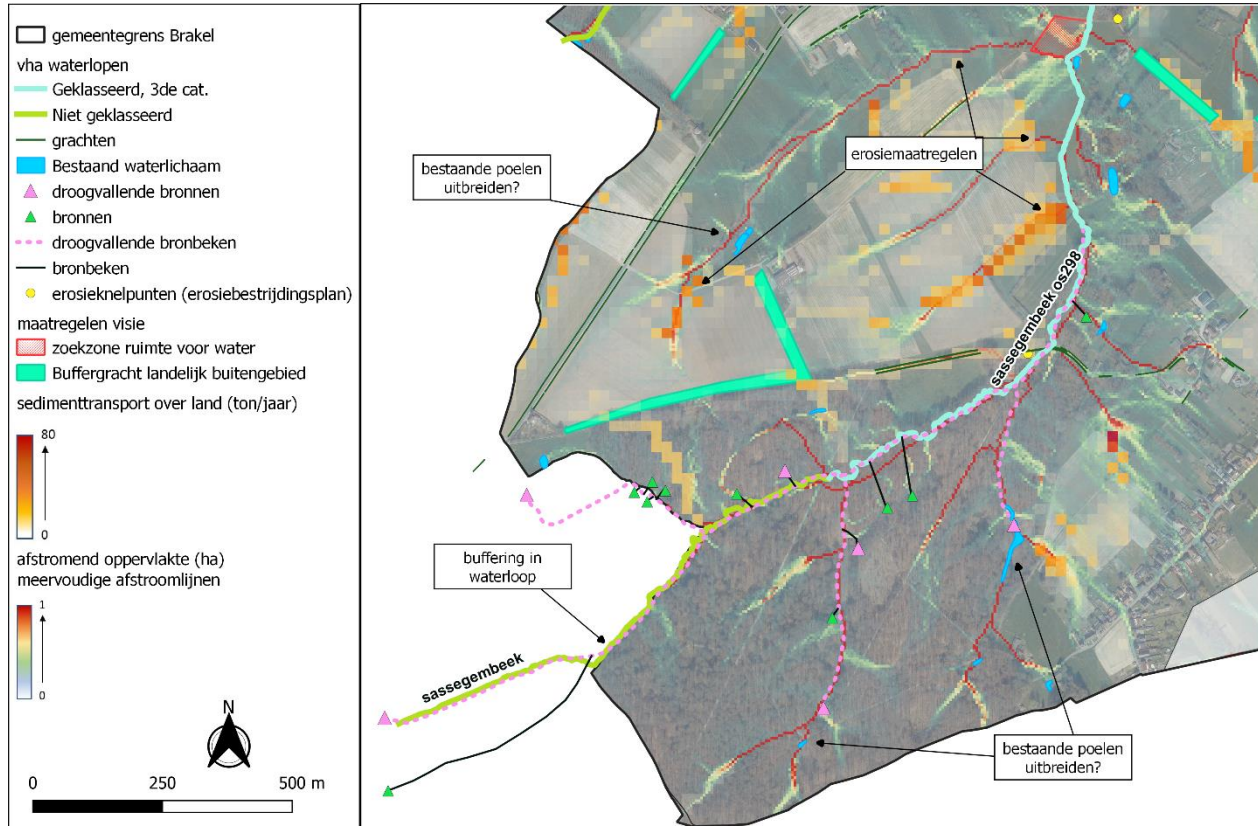 gemeentegrens Brakel
vha waterlopen
Geklasseerd, 3de cat.
Niet geklasseerd
grachten
Bestaand waterlichaam
droogvallende bronnen
bronnen
droogvallende bronbeken
bronbeken
erosieknelpunten (erosiebestrijdingsplan)
maatregelen visie
zoekzone ruimte voor water
Buffergracht landelijk buitengebied
sedimenttransport over land (ton/jaar)
80
0
afstromend oppervlakte (ha)
meervoudige afstroomlijnen
1
0
N
0
250
500 m
bestaande poelen
uitbreiden?
erosiemaatregelen
sassegembeek os298
buffering in
waterloop
sassegembeek
bestaande poelen
uitbreiden?